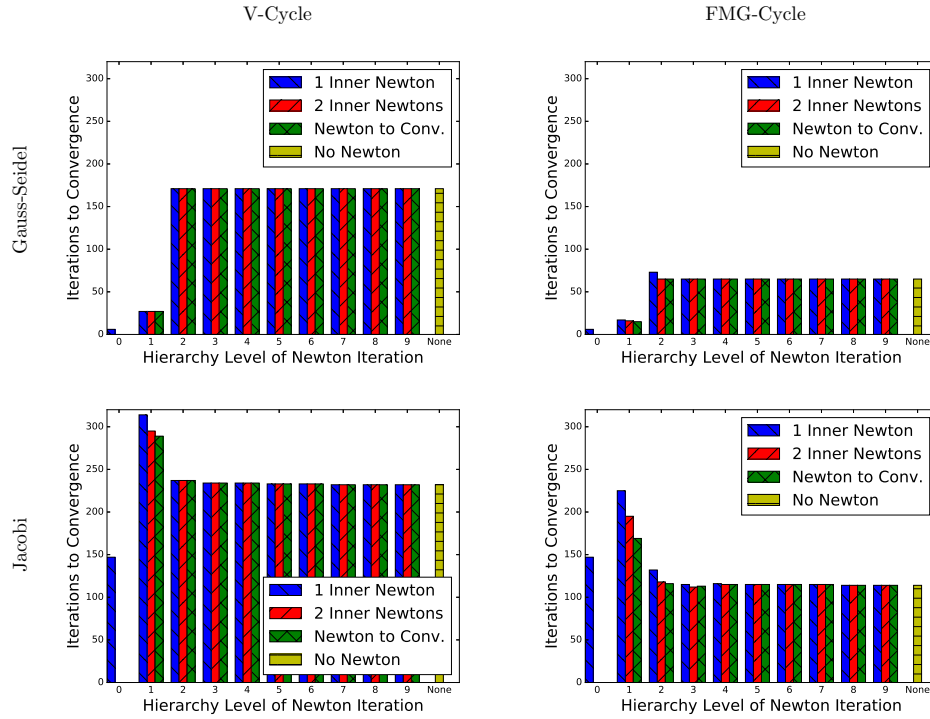 V-Cycle
FMG-Cycle
Gauss-Seidel
Iterations to Convergence
300
250
200
150
100
50
0
1 Inner Newton
2 Inner Newtons
Newton to Conv.
No Newton
0 1 2 3 4 5 6 7 8 9 None
Hierarchy Level of Newton Iteration
Iterations to Convergence
300
250
200
150
100
50
0
1 Inner Newton
2 Inner Newtons
Newton to Conv.
No Newton
0 1 2 3 4 5 6 7 8 9 None
Hierarchy Level of Newton Iteration
Jacobi
Iterations to Convergence
300
250
200
150
100
50
0
1 Inner Newton
2 Inner Newtons
Newton to Conv.
No Newton
0 1 2 3 4 5 6 7 8 9 None
Hierarchy Level of Newton Iteration
Iterations to Convergence
300
250
200
150
100
50
0
1 Inner Newton
2 Inner Newtons
Newton to Conv.
No Newton
0 1 2 3 4 5 6 7 8 9 None
Hierarchy Level of Newton Iteration